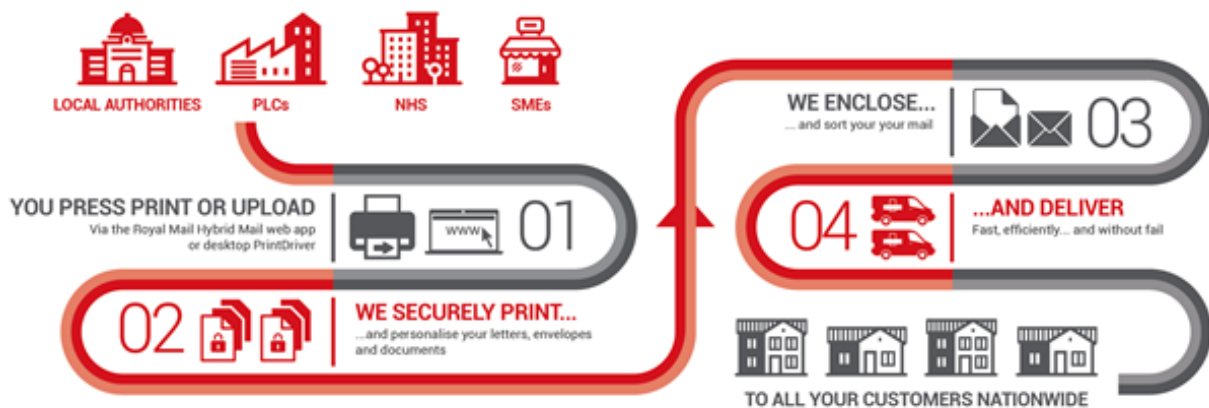 LOCAL AUTHORITIES
PLCs
NHS
SMEs
YOU PRESS PRINT OR UPLOAD
Via the Royal Mail Hybrid Mail web app
or desktop PrintDriver
www
01
02
WE SECURELY PRINT...
...and personalise your letters, envelopes
and documents
WE ENCLOSE...
... and sort your your mail
03
04
...AND DELIVER
Fast, efficiently... and without fail
TO ALL YOUR CUSTOMERS NATIONWIDE